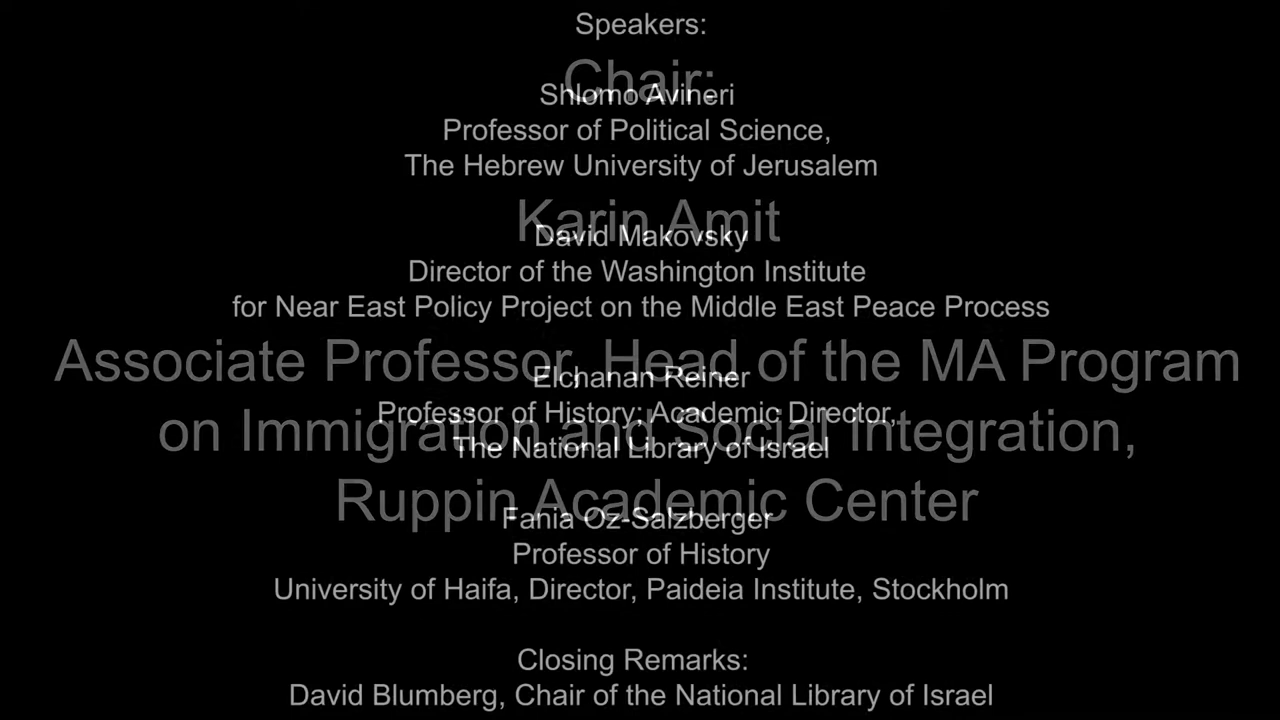 Speakers:
Chair:
Shlomo Avineri
Professor of Political Science,
The Hebrew University of Jerusalem
Karin Amit
David Makovsky
Director of the Washington Institute
for Near East Policy Project on the Middle East Peace Process
Associate Professor, Head of the MA Program
Elchanan Reiner
Professor of History; Academic Director,
on Immigration and Social Integration,
The National Library of Israel
Ruppin Academic Center
Fania Oz-Salzberger
Professor of History
University of Haifa, Director, Paideia Institute, Stockholm
Closing Remarks:
David Blumberg, Chair of the National Library of Israel